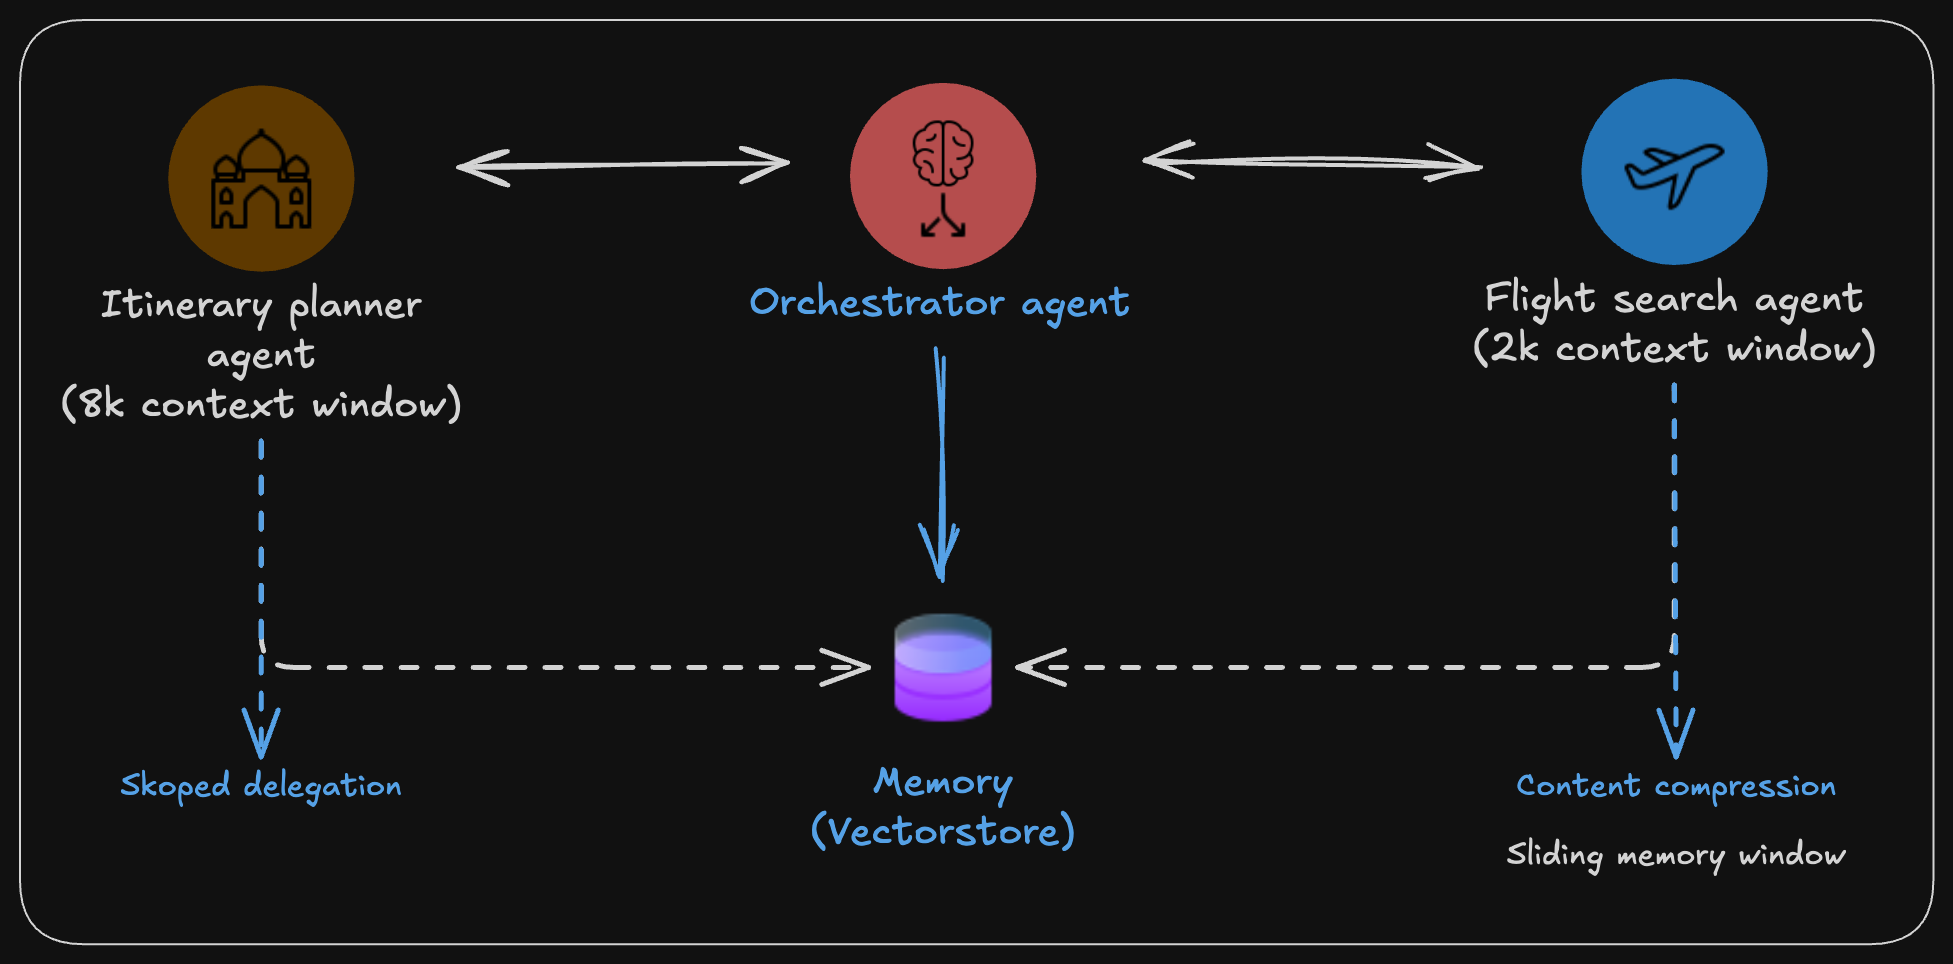 Itinerary planner
agent
(8k context window)
Orchestrator agent
Flight search agent
(2k context window)
Skoped delegation
Memory
(Vectorstore)
Content compression
Sliding memory window